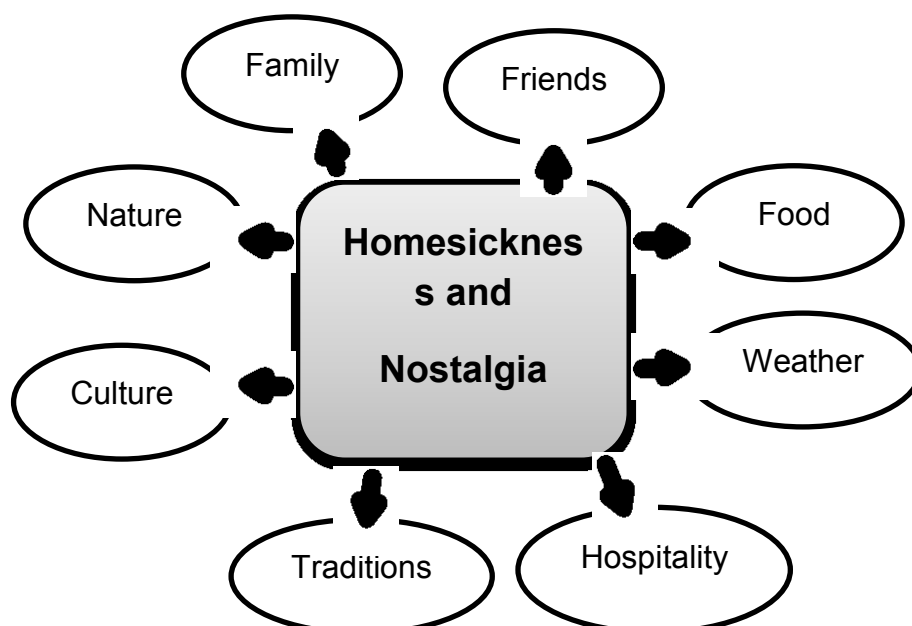 Family
Friends
Nature
Homesicknes
s and
Nostalgia
Food
Culture
Weather
Traditions
Hospitality